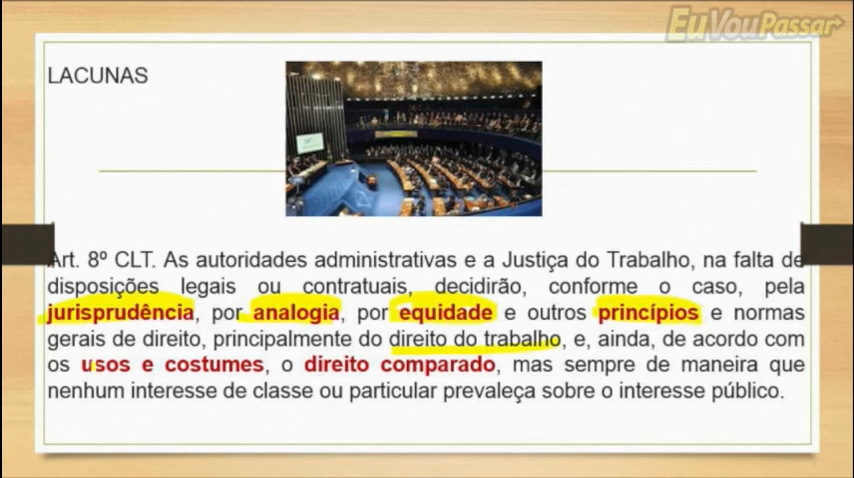 EuVouPassar
LACUNAS
Art. 8º CLT. As autoridades administrativas e a Justiça do Trabalho, na falta de
disposições legais ou contratuais, decidirão, conforme o caso, pela
jurisprudência, por analogia, por equidade e outros princípios e normas
gerais de direito, principalmente do direito do trabalho, e, ainda, de acordo com
os usos e costumes, o direito comparado, mas sempre de maneira que
nenhum interesse de classe ou particular prevaleça sobre o interesse público.